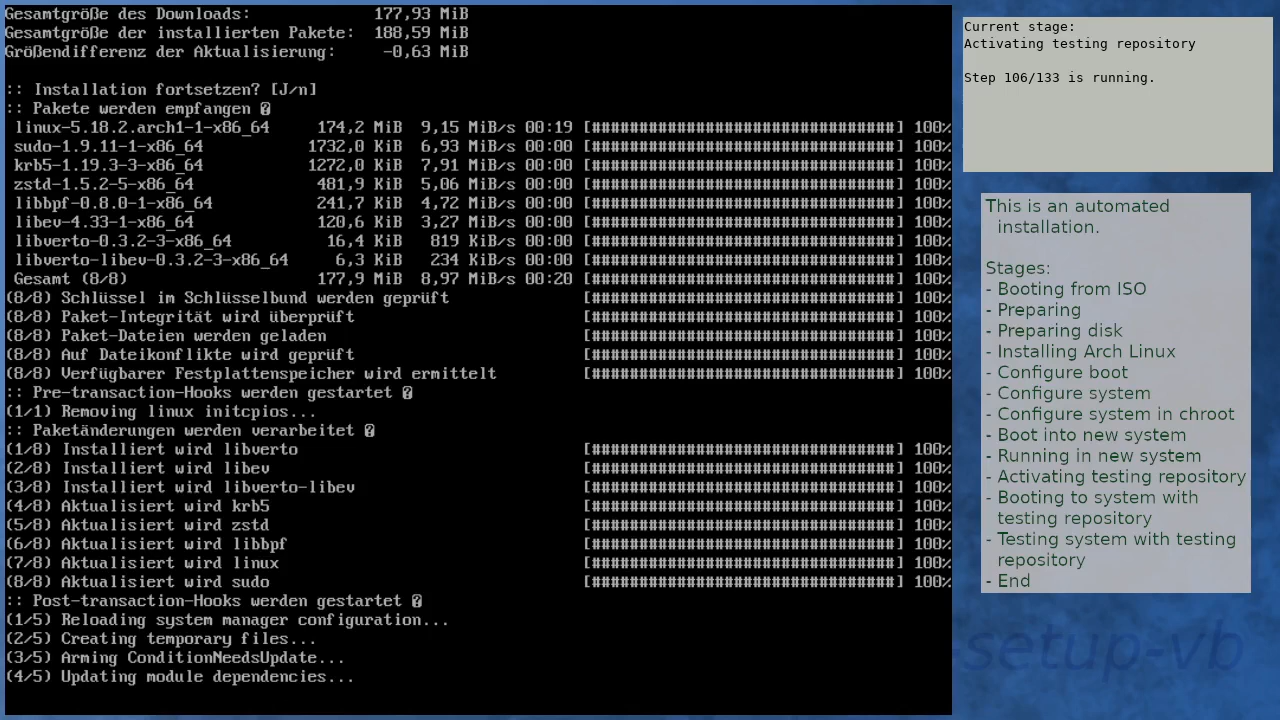 Gesamtgröße des Downloads: 177,93 MiB
Gesamtgröße der installierten Pakete: 188,59 MiB
Größendifferenz der Aktualisierung: -0,63 MiB
:: Installation fortsetzen? [J/n]
:: Pakete werden empfangen �
linux-5.18.2.arch1-1-x86_64 174,2 MiB 9,15 MiB/s 00:19 [################################] 100%
sudo-1.9.11-1-x86_64 1732,0 KiB 6,93 MiB/s 00:00 [################################] 100%
krb5-1.19.3-3-x86_64 1272,0 KiB 7,91 MiB/s 00:00 [################################] 100%
zstd-1.5.2-5-x86_64 481,9 KiB 5,06 MiB/s 00:00 [################################] 100%
libbpf-0.8.0-1-x86_64 241,7 KiB 4,72 MiB/s 00:00 [################################] 100%
libev-4.33-1-x86_64 120,6 KiB 3,27 MiB/s 00:00 [################################] 100%
libverto-0.3.2-3-x86_64 16,4 KiB 819 KiB/s 00:00 [################################] 100%
libverto-libev-0.3.2-3-x86_64 6,3 KiB 234 KiB/s 00:00 [################################] 100%
Gesamt (8/8) 177,9 MiB 8,97 MiB/s 00:20 [################################] 100%
(8/8) Schlüssel im Schlüsselbund werden geprüft [################################] 100%
(8/8) Paket-Integrität wird überprüft [################################] 100%
(8/8) Paket-Dateien werden geladen [################################] 100%
(8/8) Auf Dateikonflikte wird geprüft [################################] 100%
(8/8) Verfügbarer Festplattenspeicher wird ermittelt [################################] 100%
:: Pre-transaction-Hooks werden gestartet �
(1/1) Removing linux initcpios...
:: Paketänderungen werden verarbeitet �
(1/8) Installiert wird libverto [################################] 100%
(2/8) Installiert wird libev [################################] 100%
(3/8) Installiert wird libverto-libev [################################] 100%
(4/8) Aktualisiert wird krb5 [################################] 100%
(5/8) Aktualisiert wird zstd [################################] 100%
(6/8) Aktualisiert wird libbpf [################################] 100%
(7/8) Aktualisiert wird linux [################################] 100%
(8/8) Aktualisiert wird sudo [################################] 100%
:: Post-transaction-Hooks werden gestartet �
(1/5) Reloading system manager configuration...
(2/5) Creating temporary files...
(3/5) Arming ConditionNeedsUpdate...
(4/5) Updating module dependencies...
Current stage:
Activating testing repository
Step 106/133 is running.
This is an automated
installation.
Stages:
- Booting from ISO
- Preparing
- Preparing disk
- Installing Arch Linux
- Configure boot
- Configure system
- Configure system in chroot
- Boot into new system
- Running in new system
- Activating testing repository
- Booting to system with
testing repository
- Testing system with testing
repository
- End
setup-vb